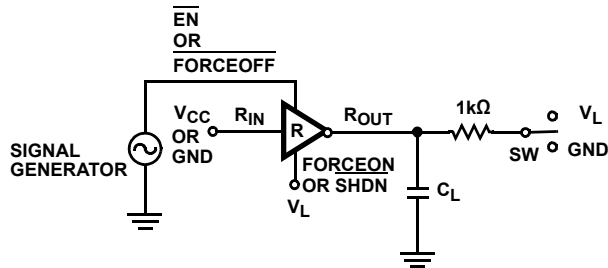 EN
OR
FORCEOFF
VCC
OR
GND
RIN
R
ROUT
1kΩ
VL
GND
SW
SIGNAL
GENERATOR
FORCEON
OR SHDN
VL
CL